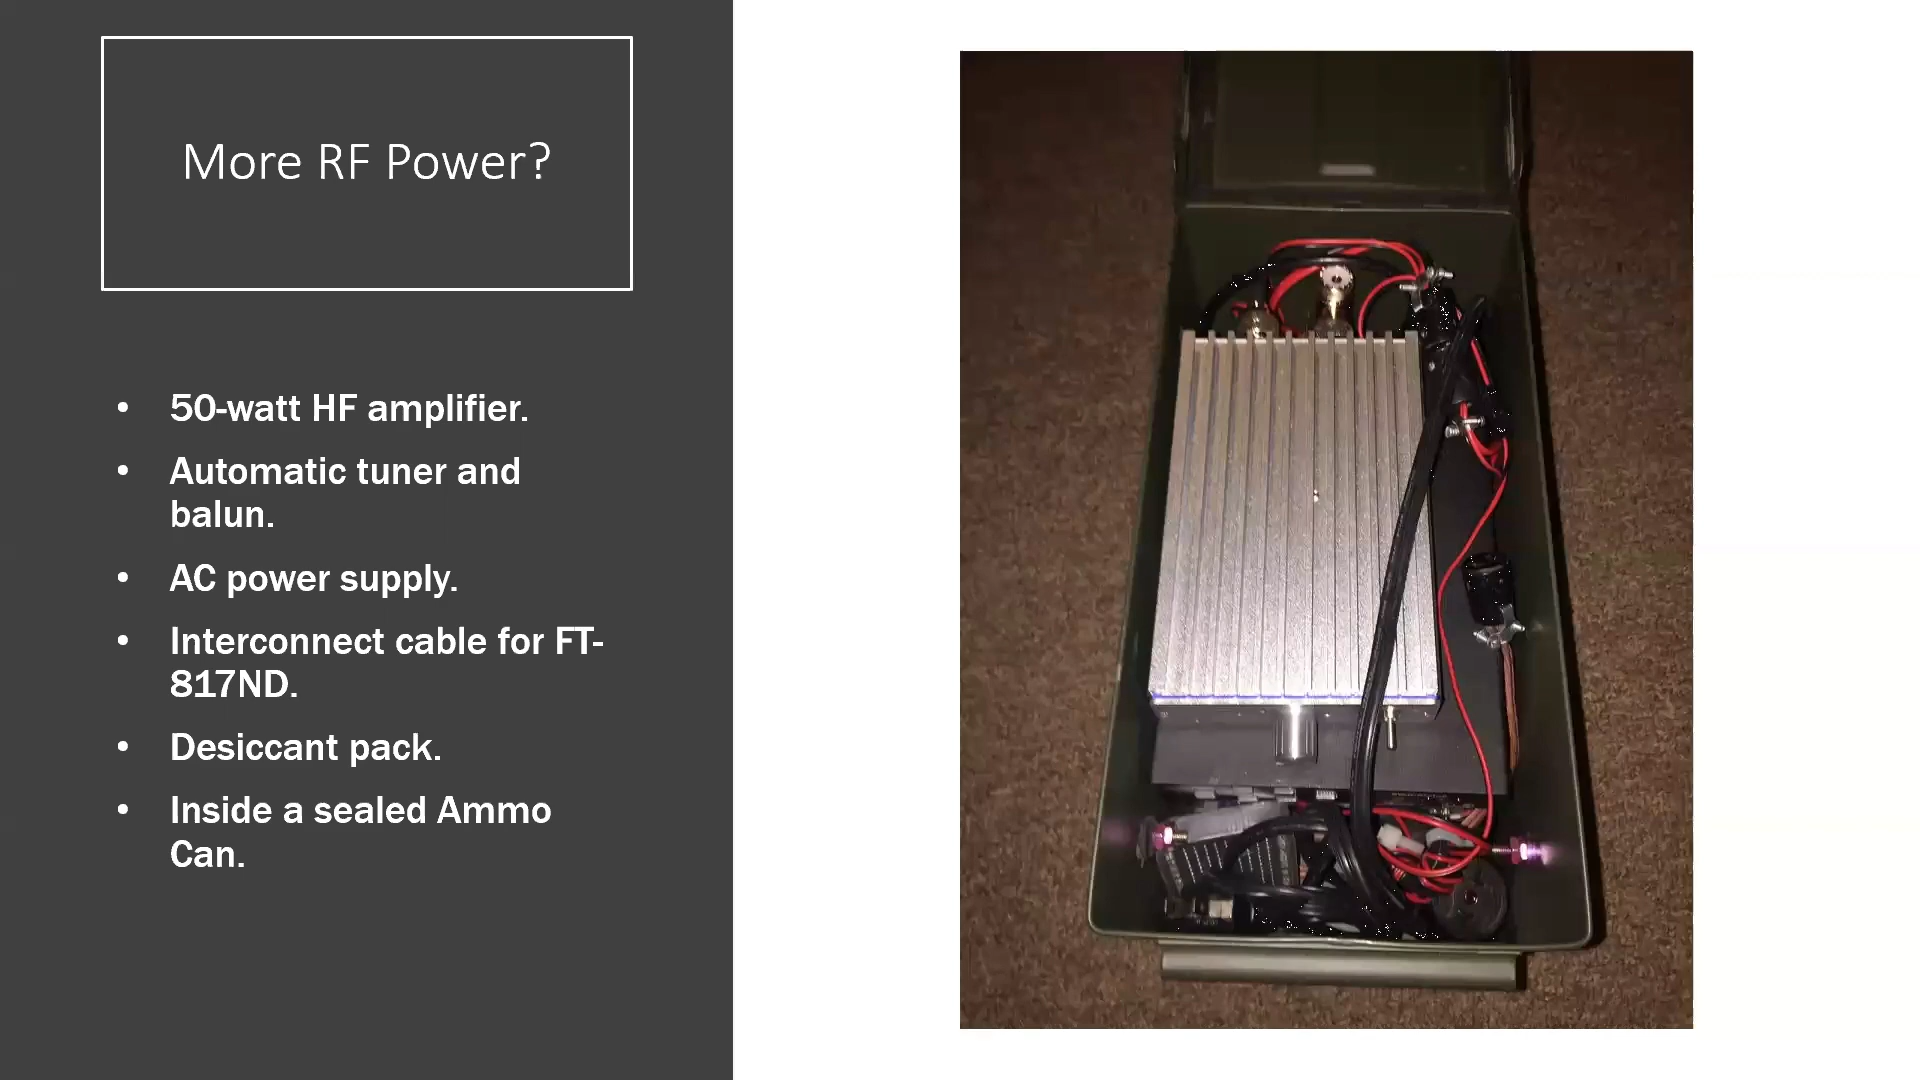 More RF Power?
• 50-watt HF amplifier.
• Automatic tuner and
balun.
• AC power supply.
• Interconnect cable for FT-
817ND.
• Desiccant pack.
• Inside a sealed Ammo
Can.